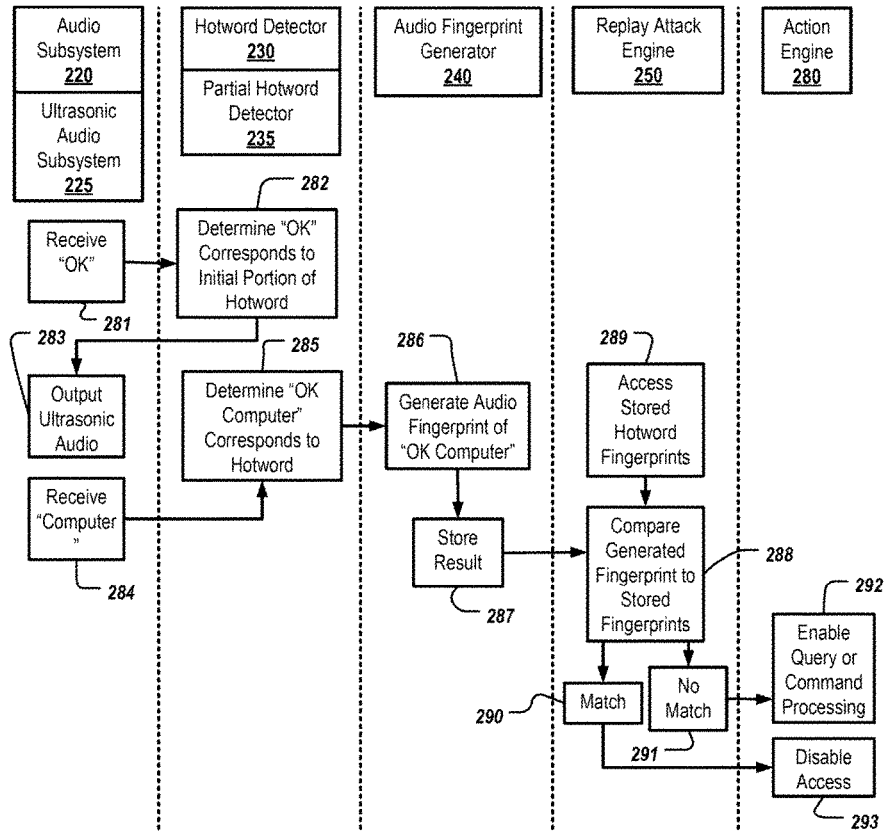 Audio
Subsystem
220
Ultrasonic
Audio
Subsystem
225
Hotword Detector
230
Partial Hotword
Detector
235
Audio Fingerprint
Generator
240
Replay Attack
Engine
250
Action
Engine
280
282
Receive
“OK”
281
Determine “OK”
Corresponds to
Initial Portion of
Hotword
283
Output
Ultrasonic
Audio
285
Determine “OK
Computer”
Corresponds to
Hotword
286
Generate Audio
Fingerprint of
“OK Computer”
289
Access
Stored
Hotword
Fingerprints
Receive
“Computer
”
284
Store
Result
287
Compare
Generated
Fingerprint to
Stored
Fingerprints
288
290
Match
No
Match
291
292
Enable
Query or
Command
Processing
Disable
Access
293